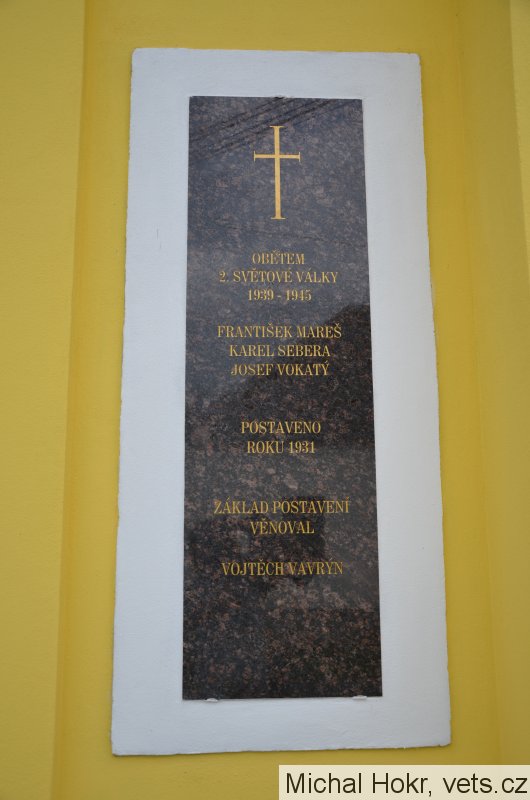 OBĚTEM
2. SVĚTOVÉ VÁLKY
1939 - 1945
FRANTIŠEK MAREŠ
KAREL SEBERA
JOSEF VOKATÝ
POSTAVENO
ROKU 1931
ZÁKLAD POSTAVENÍ
VĚNOVAL
VOJTĚCH VAVRÝN
Michal Hokr, vets.cz